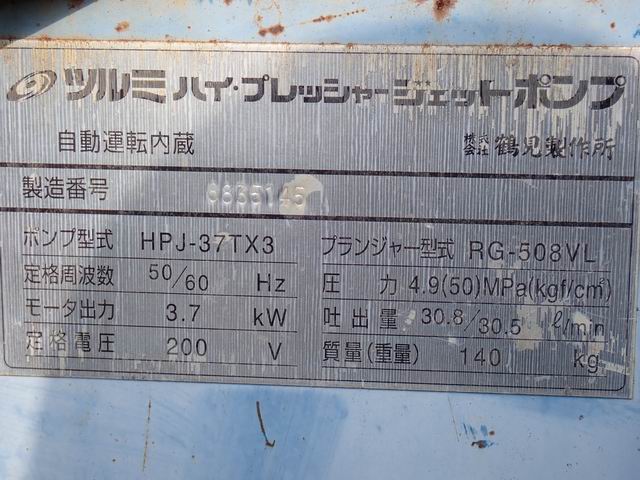 ツルミハイ・プレッシャージェットポンプ
自動運転内蔵 株式会社 鶴見製作所
製造番号 6835145
ポンプ型式 HPJ-37TX3 プランジャー型式 RG-508VL
定格周波数 50/60 Hz 圧力 4.9(50)MPa(kgf/cm²)
モータ出力 3.7 kW 吐出量 30.8/30.5 ℓ/min
定格電圧 200 V 質量(重量) 140 kg